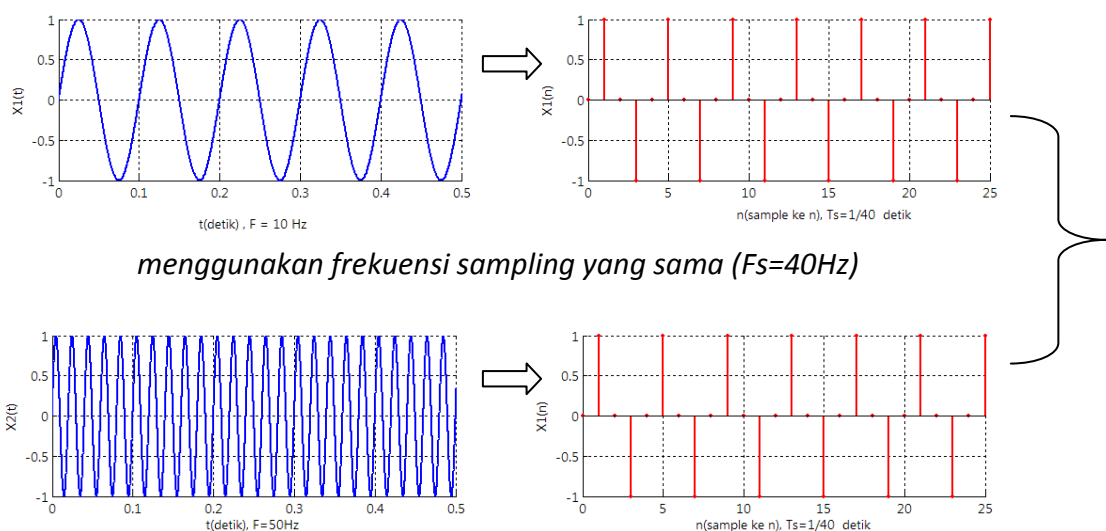 1
0.5
0
-0.5
-1
X1(t)
0 0.1 0.2 0.3 0.4 0.5
t(detik) , F = 10 Hz
1
0.5
0
-0.5
-1
X1(n)
0 5 10 15 20 25
n(sample ke n), Ts=1/40 detik
menggunakan frekuensi sampling yang sama (Fs=40Hz)
1
0.5
0
-0.5
-1
X2(t)
0 0.1 0.2 0.3 0.4 0.5
t(detik), F=50Hz
1
0.5
0
-0.5
-1
X1(n)
0 5 10 15 20 25
n(sample ke n), Ts=1/40 detik